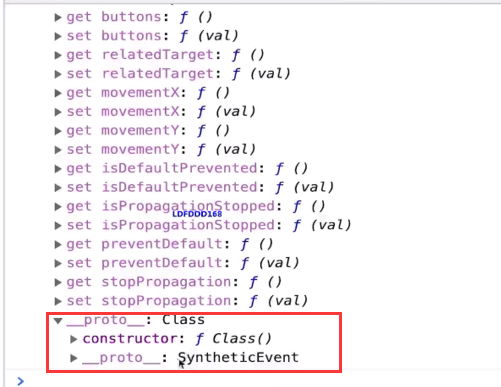 ▶get buttons: ƒ ()
▶set buttons: ƒ (val)
▶get relatedTarget: ƒ ()
▶set relatedTarget: ƒ (val)
▶get movementX: ƒ ()
▶set movementX: ƒ (val)
▶get movementY: ƒ ()
▶set movementY: ƒ (val)
▶get isDefaultPrevented: ƒ ()
▶set isDefaultPrevented: ƒ (val)
▶get isPropagationStopped: ƒ ()
LDFDDD168
▶set isPropagationStopped: ƒ (val)
▶get preventDefault: ƒ ()
▶set preventDefault: ƒ (val)
▶get stopPropagation: ƒ ()
▶set stopPropagation: ƒ (val)
▼__proto__: Class
▶constructor: ƒ Class()
▶__proto__: SyntheticEvent
>